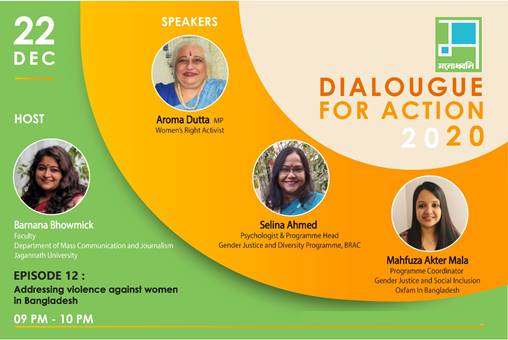 22
DEC
SPEAKERS
মনোধ্বনি
DIALOUGUE
FOR ACTION
2020
Aroma Dutta MP
Women's Right Activist
HOST
Barnana Bhowmick
Faculty
Department of Mass Communication and Journalism
Jagannath University
Selina Ahmed
Psychologist & Programme Head
Gender Justice and Diversity Programme, BRAC
Mahfuza Akter Mala
Programme Coordinator
Gender Justice and Social Inclusion
Oxfam In Bangladesh
EPISODE 12 :
Addressing violence against women
in Bangladesh
09 PM - 10 PM